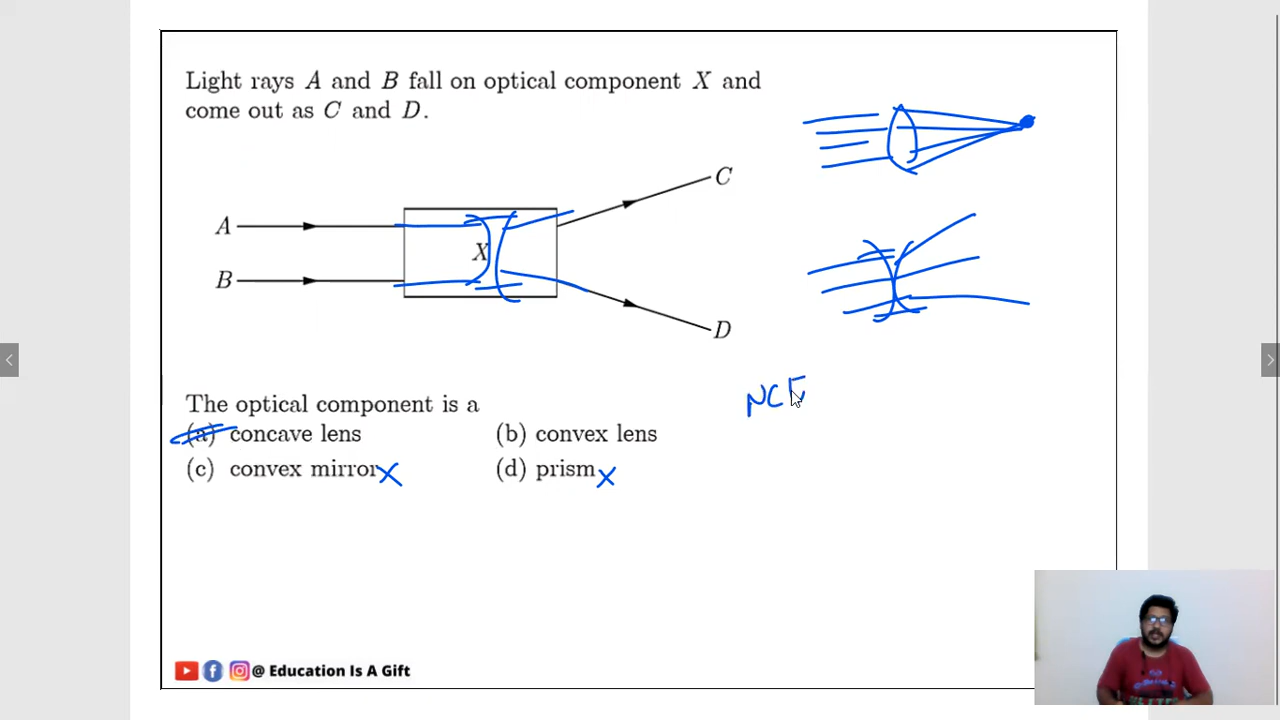 Light rays A and B fall on optical component X and
come out as C and D.
C
A
X
B
D
NCE
The optical component is a
(a) concave lens (b) convex lens
(c) convex mirror (d) prism
@ Education Is A Gift